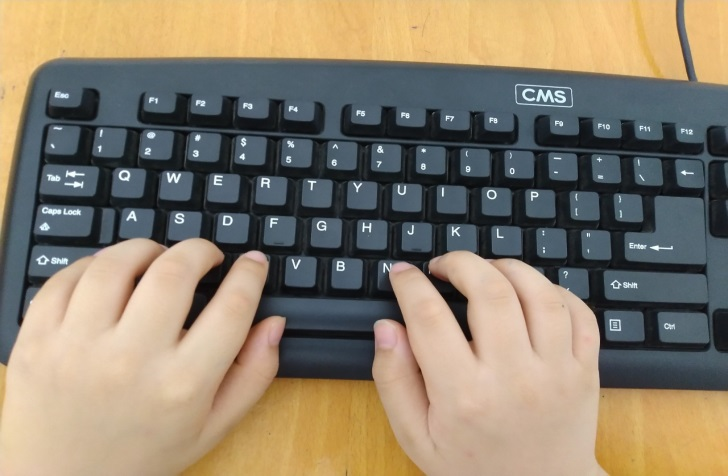 CMS
Esc F1 F2 F3 F4 F5 F6 F7 F8 F9 F10 F11 F12
~ ! @ # $ % ^ & * ( ) _ + |
` 1 2 3 4 5 6 7 8 9 0 - = \ ←
Tab Q W E R T Y U I O P { }
[ ]
Caps Lock A S D F G H J K L : "
; ' Enter
⇧ Shift V B N ? ⇧ Shift
/
Ctrl